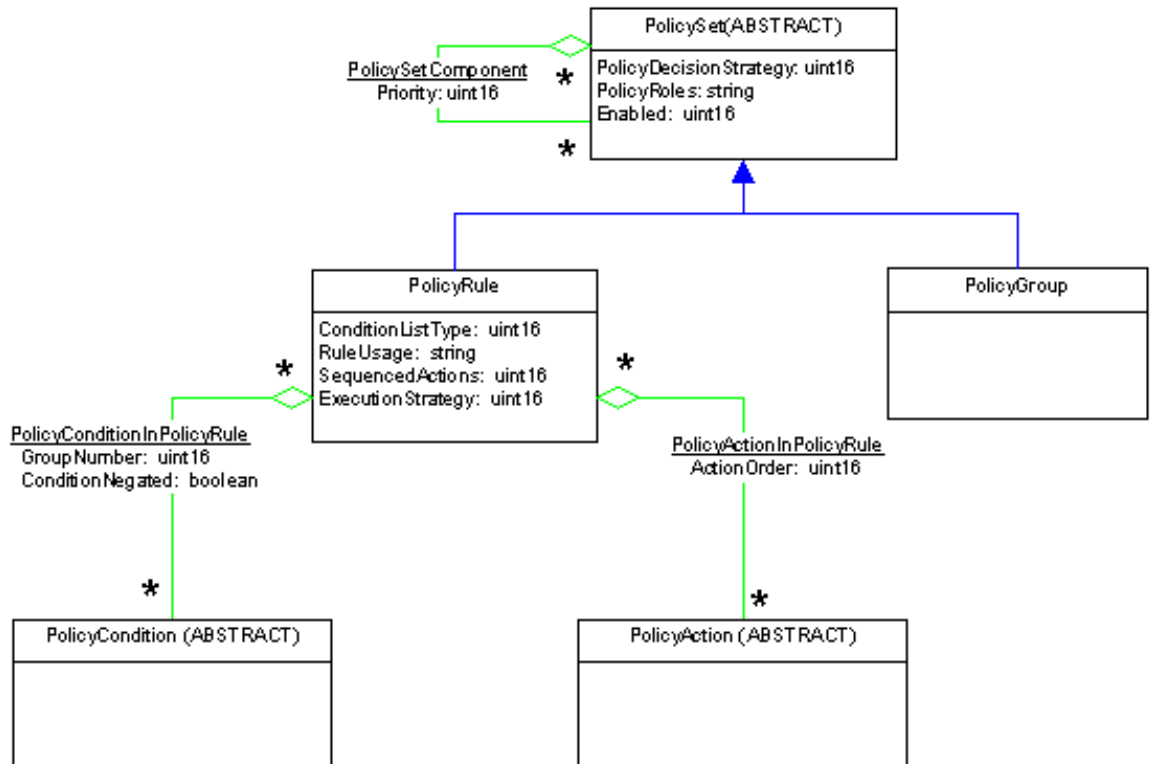 PolicySet(ABSTRACT)
PolicyDecisionStrategy: uint16
PolicyRoles: string
Enabled: uint16
PolicySetComponent
Priority: uint16
*
*
PolicyRule
ConditionListType: uint16
RuleUsage: string
SequencedActions: uint16
ExecutionStrategy: uint16
PolicyGroup
*
*
PolicyConditionInPolicyRule
GroupNumber: uint16
ConditionNegated: boolean
PolicyActionInPolicyRule
ActionOrder: uint16
*
*
PolicyCondition (ABSTRACT)
PolicyAction (ABSTRACT)